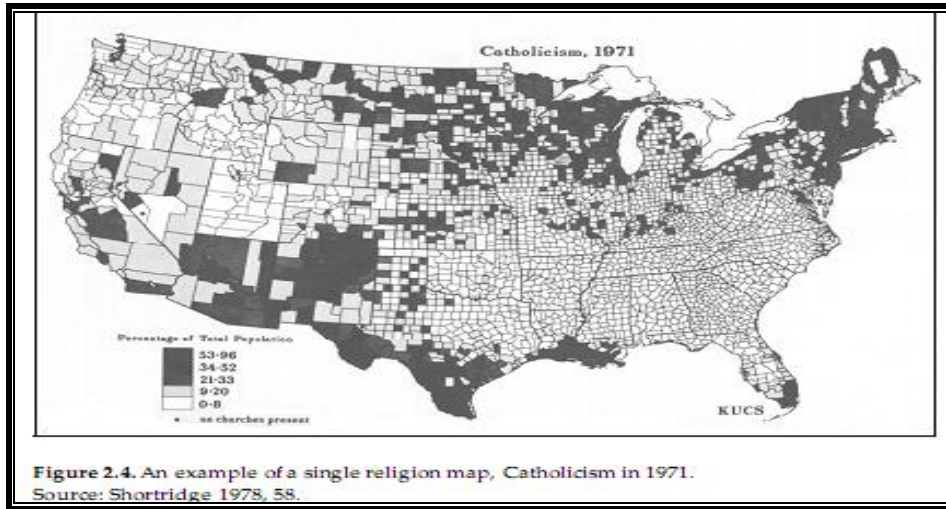 Catholicism, 1971
Percentage of Total Population
53-96
34-52
21-33
9-20
0-8
no churches present
KUCS
Figure 2.4. An example of a single religion map, Catholicism in 1971.
Source: Shortridge 1978, 58.